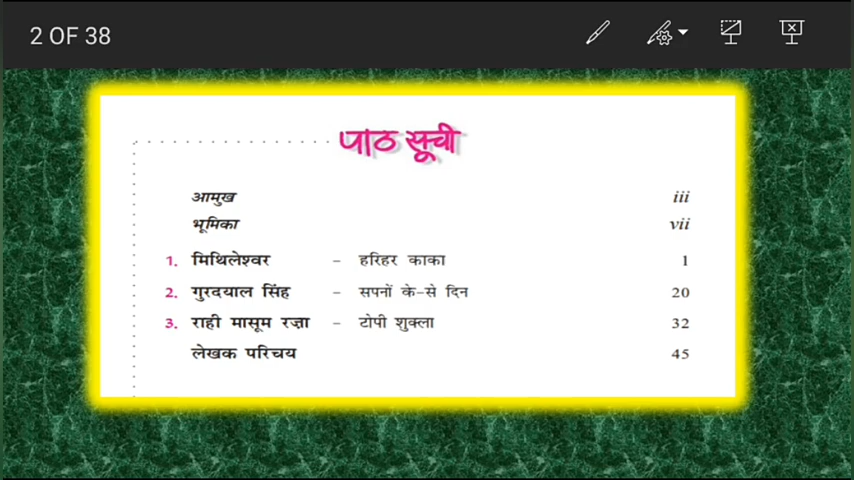 2 OF 38
पाठ सूची
आमुख iii
भूमिका vii
1. मिथिलेश्वर – हरिहर काका 1
2. गुरदयाल सिंह – सपनों के-से दिन 20
3. राही मासूम रज़ा – टोपी शुक्ला 32
लेखक परिचय 45